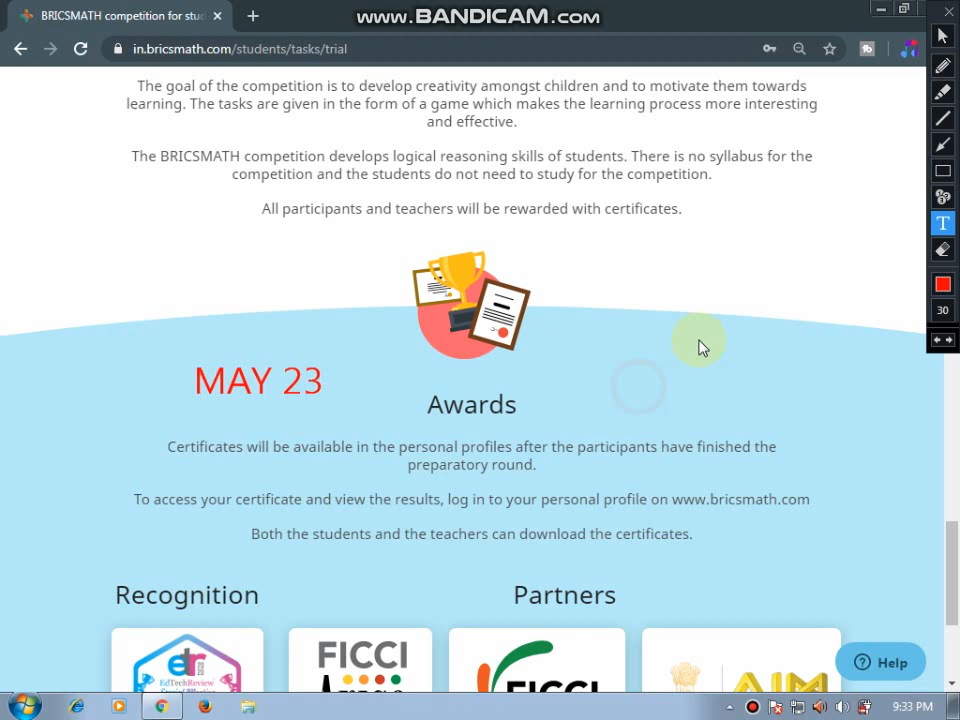 BRICSMATH competition for stu
www.BANDICAM.com
in.bricsmath.com/students/tasks/trial
The goal of the competition is to develop creativity amongst children and to motivate them towards
learning. The tasks are given in the form of a game which makes the learning process more interesting
and effective.
The BRICSMATH competition develops logical reasoning skills of students. There is no syllabus for the
competition and the students do not need to study for the competition.
All participants and teachers will be rewarded with certificates.
T
30
MAY 23
Awards
Certificates will be available in the personal profiles after the participants have finished the
preparatory round.
To access your certificate and view the results, log in to your personal profile on www.bricsmath.com
Both the students and the teachers can download the certificates.
Recognition
Partners
etr
EdTechReview
FICCI
FICCI
AIM
Help
9:33 PM